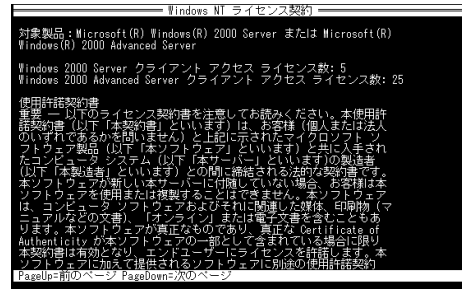 Windows NT ライセンス契約
対象製品：Microsoft(R) Windows(R) 2000 Server または Microsoft(R)
Windows(R) 2000 Advanced Server
Windows 2000 Server クライアント アクセス ライセンス数: 5
Windows 2000 Advanced Server クライアント アクセス ライセンス数: 25
使用許諾契約書
重要 ― 以下のライセンス契約書を注意してお読みください。本使用許
諾契約書（以下「本契約書」といいます）は、お客様（個人または法人
のいずれであるかを問いません）と上記に示されたマイクロソフト ソ
フトウェア製品（以下「本ソフトウェア」といいます）と共に入手され
たコンピュータ システム（以下「本サーバー」といいます)の製造者
（以下「本製造者」といいます）との間に締結される法的な契約書です。
本ソフトウェアが新しい本サーバーに付随していない場合、お客様は本
ソフトウェアを使用または複製することはできません。本ソフトウェア
は、コンピュータ ソフトウェアおよびそれに関連した媒体、印刷物（マ
ニュアルなどの文書）、「オンライン」または電子文書を含むこともあ
ります。本ソフトウェアが真正なものであり、真正な Certificate of
Authenticity が本ソフトウェアの一部として含まれている場合に限り
本契約書は有効となり、エンドユーザーにライセンスを許諾します。本
ソフトウェアに加えて提供されるソフトウェアに別途の使用許諾契約
PageUp=前のページ PageDown=次のページ